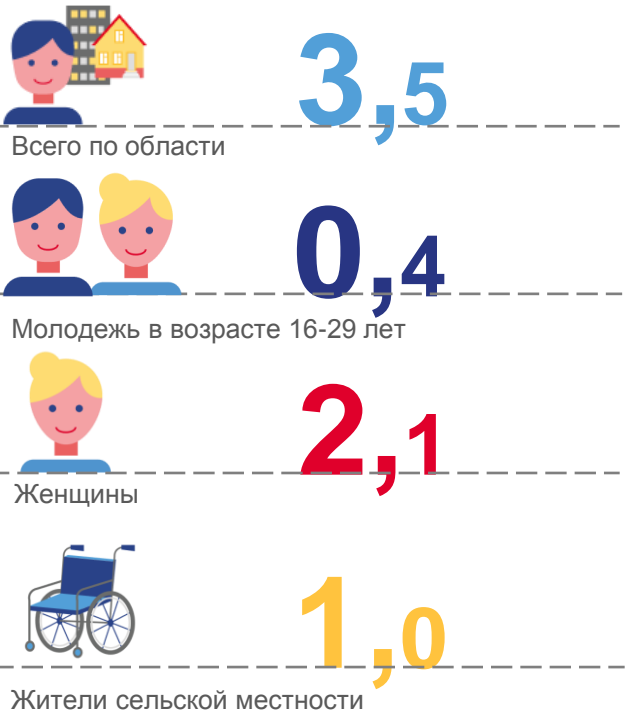 3,5
Всего по области
0,4
Молодежь в возрасте 16-29 лет
2,1
Женщины
1,0
Жители сельской местности